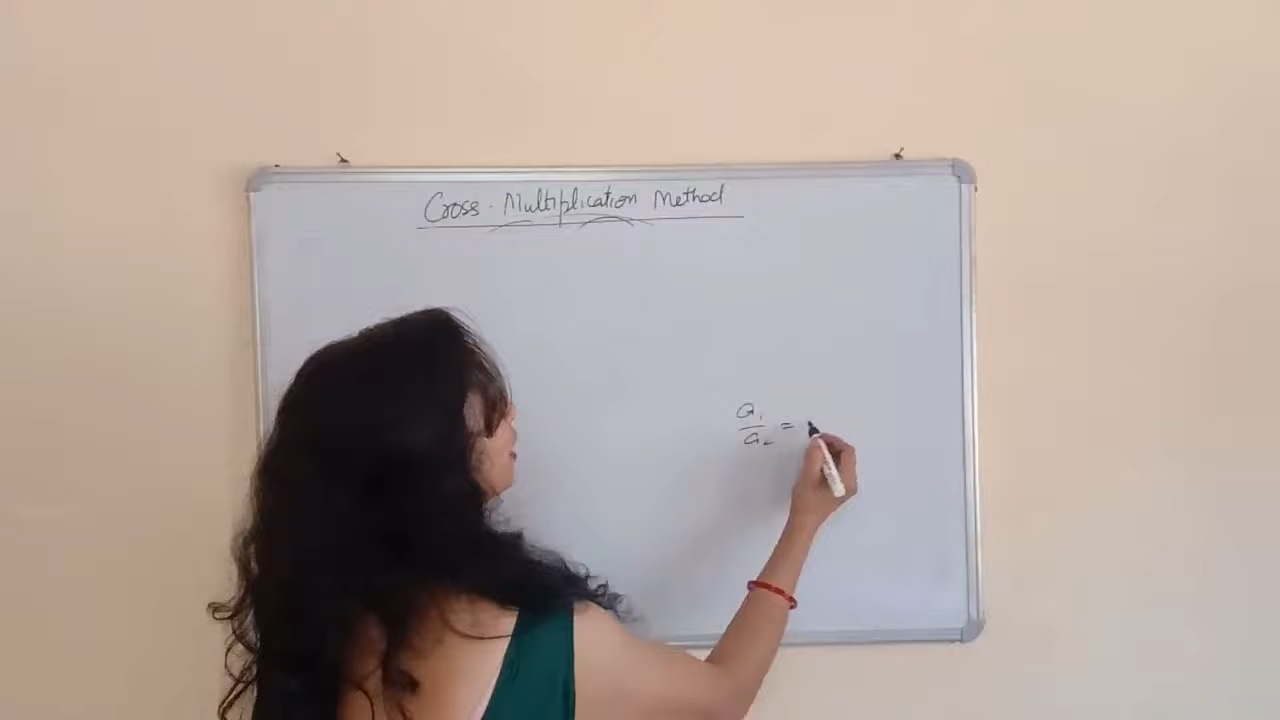 Cross - Multiplication Method
a₁/a₂ =